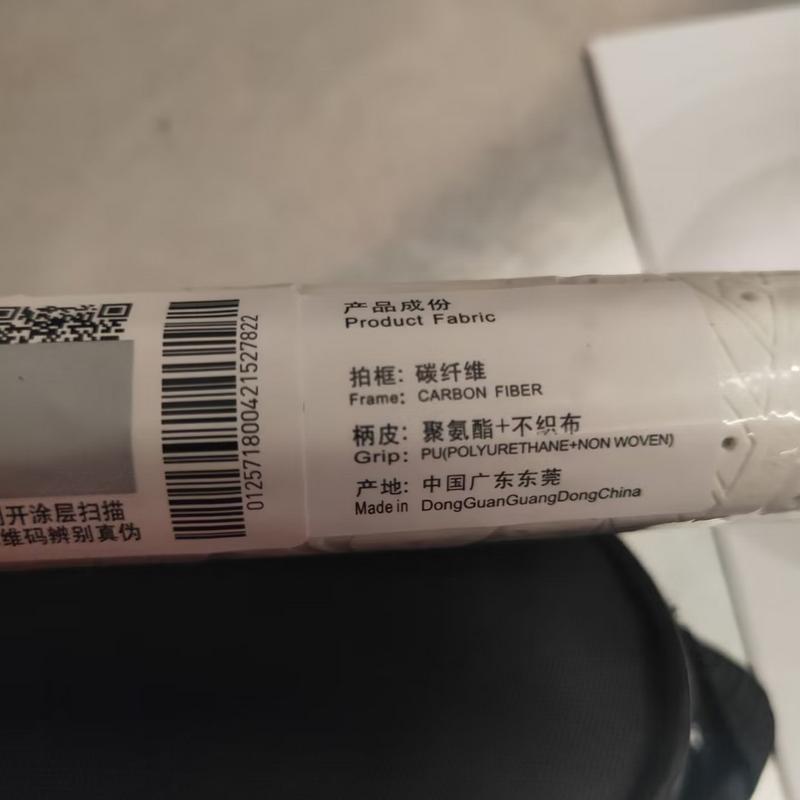 产品成份
Product Fabric
拍框：碳纤维
Frame: CARBON FIBER
柄皮：聚氨酯+不织布
Grip: PU(POLYURETHANE+NON WOVEN)
产地：中国广东东莞
Made in DongGuanGuangDongChina
012571800421527822
开涂层扫描
维码辨别真伪